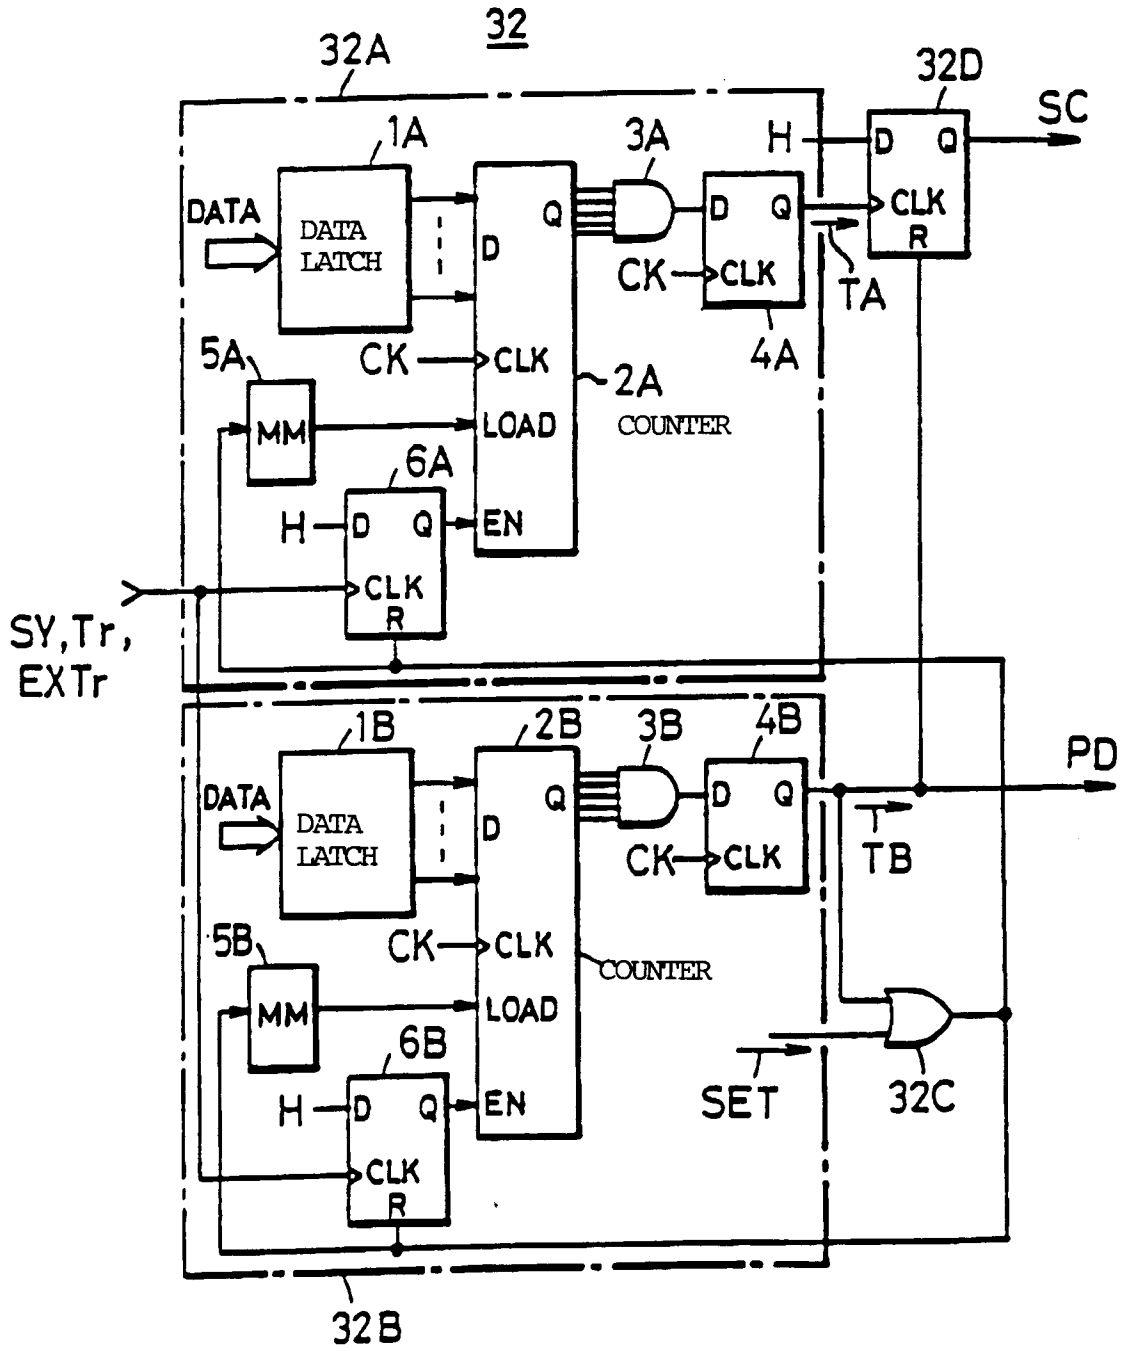 32
32A
32D
SC
1A
3A
H
D
Q
DATA
DATA
LATCH
Q
D
Q
CLK
R
D
CK
CLK
TA
4A
5A
CK
CLK
2A
COUNTER
MM
LOAD
6A
H
D
Q
EN
CLK
R
SY,Tr,
EXTr
1B
2B
3B
4B
PD
DATA
DATA
LATCH
Q
D
Q
D
CK
CLK
TB
5B
CK
CLK
COUNTER
MM
LOAD
6B
SET
32C
H
D
Q
EN
CLK
R
32B